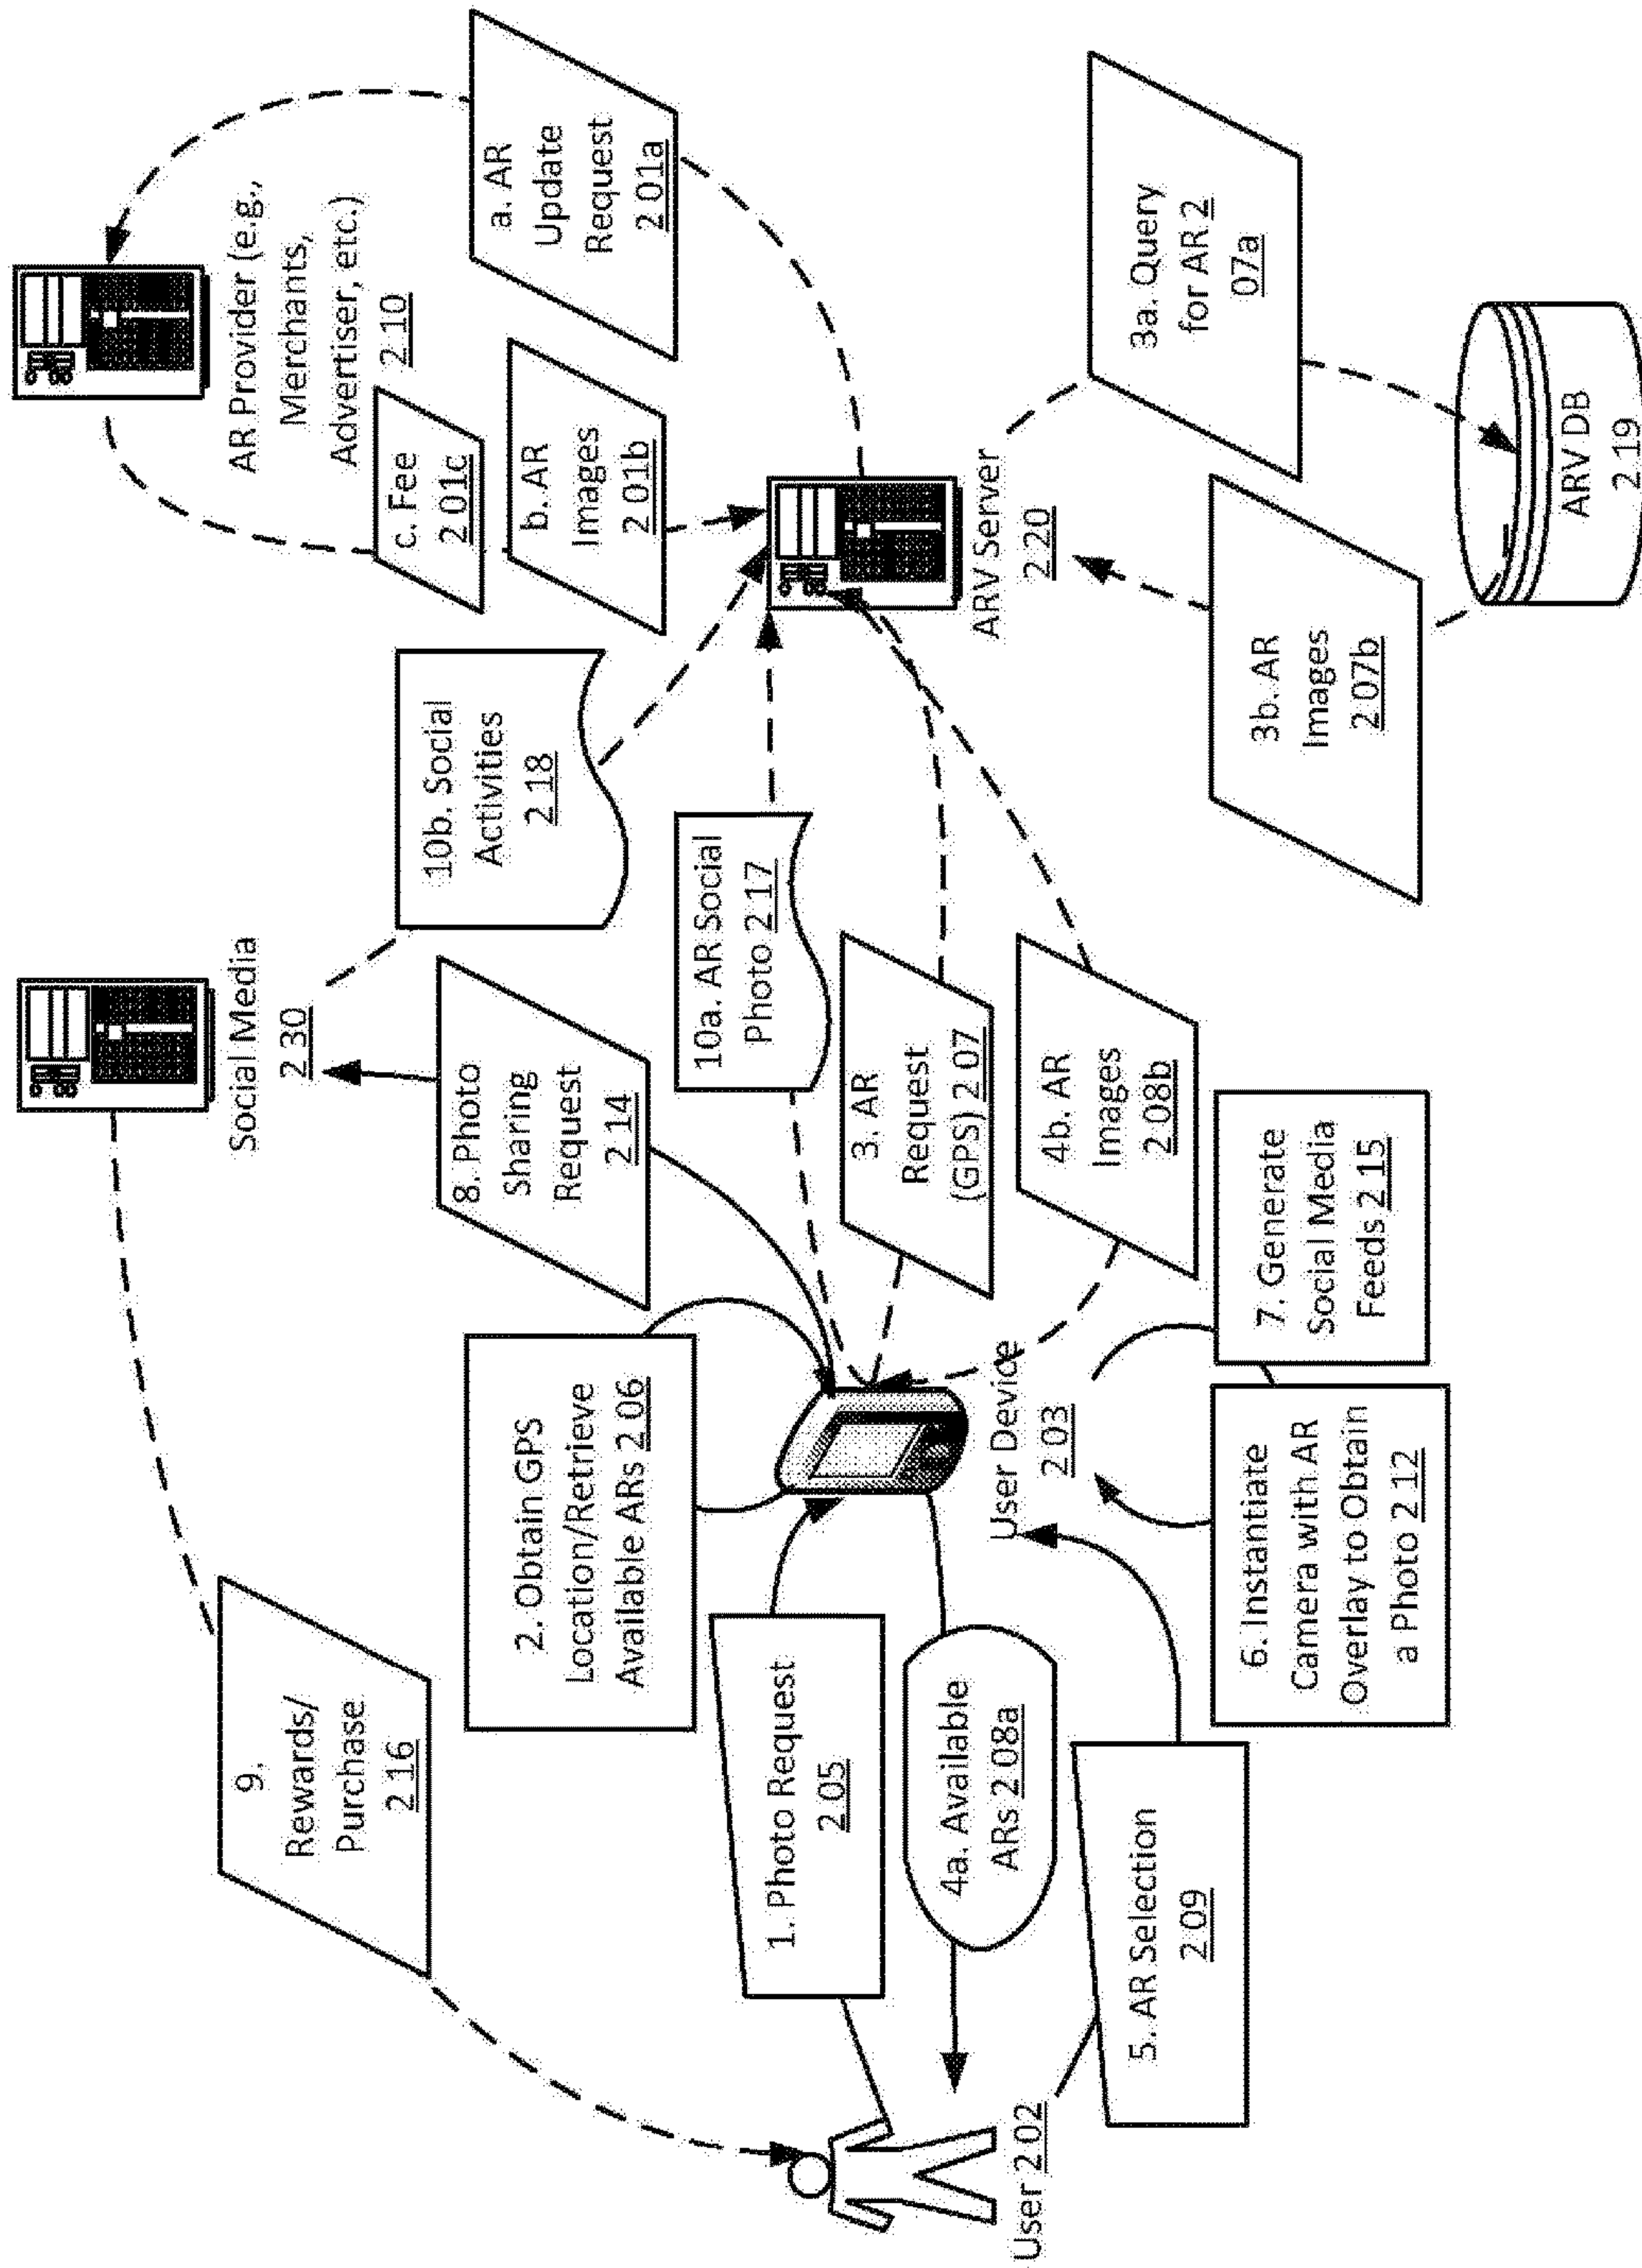 Social Media
2 30
AR Provider (e.g.,
Merchants,
Advertiser, etc.)
2 10
9.
Rewards/
Purchase
2 16
8. Photo
Sharing
Request
2 14
10b. Social
Activities
2 18
c. Fee
2 01c
b. AR
Images
2 01b
a. AR
Update
Request
2 01a
2. Obtain GPS
Location/Retrieve
Available ARs 2 06
10a. AR Social
Photo 2 17
1. Photo Request
2 05
3. AR
Request
(GPS) 2 07
4a. Available
ARs 2 08a
4b. AR
Images
2 08b
User 2 02
User Device
2 03
ARV Server
2 20
5. AR Selection
2 09
6. Instantiate
Camera with AR
Overlay to Obtain
a Photo 2 12
7. Generate
Social Media
Feeds 2 15
3b. AR
Images
2 07b
3a. Query
for AR 2
07a
ARV DB
2 19